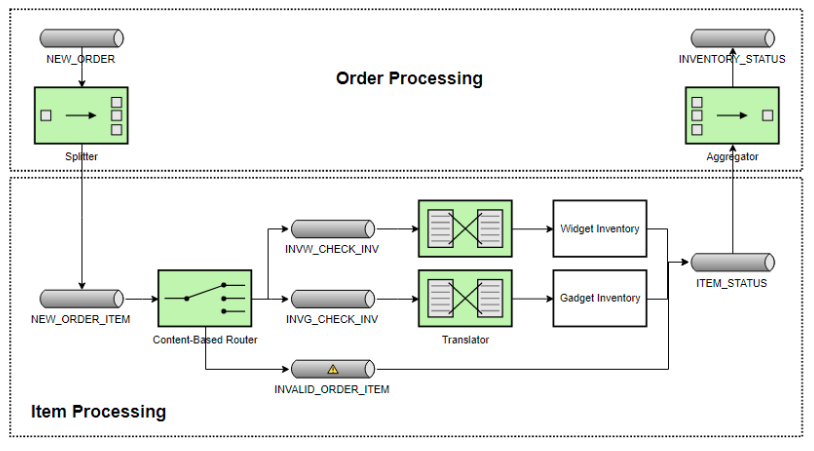 NEW_ORDER
INVENTORY_STATUS
Order Processing
Splitter
Aggregator
INVW_CHECK_INV
Widget Inventory
ITEM_STATUS
NEW_ORDER_ITEM
INVG_CHECK_INV
Gadget Inventory
Content-Based Router
Translator
INVALID_ORDER_ITEM
Item Processing